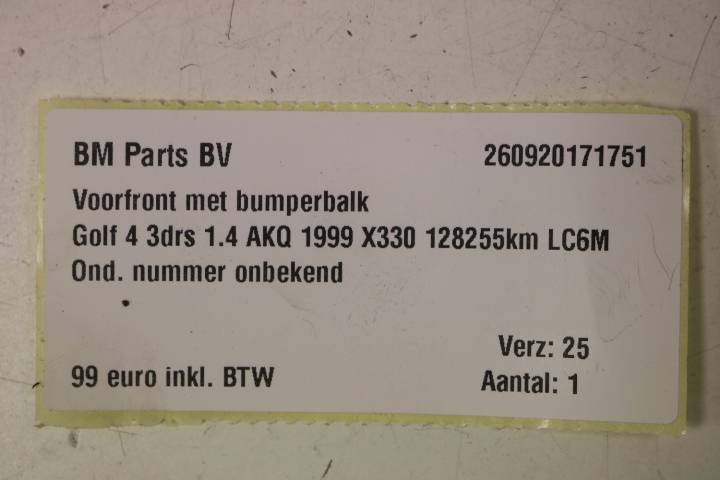 BM Parts BV 260920171751
Voorfront met bumperbalk
Golf 4 3drs 1.4 AKQ 1999 X330 128255km LC6M
Ond. nummer onbekend
Verz: 25
99 euro inkl. BTW Aantal: 1